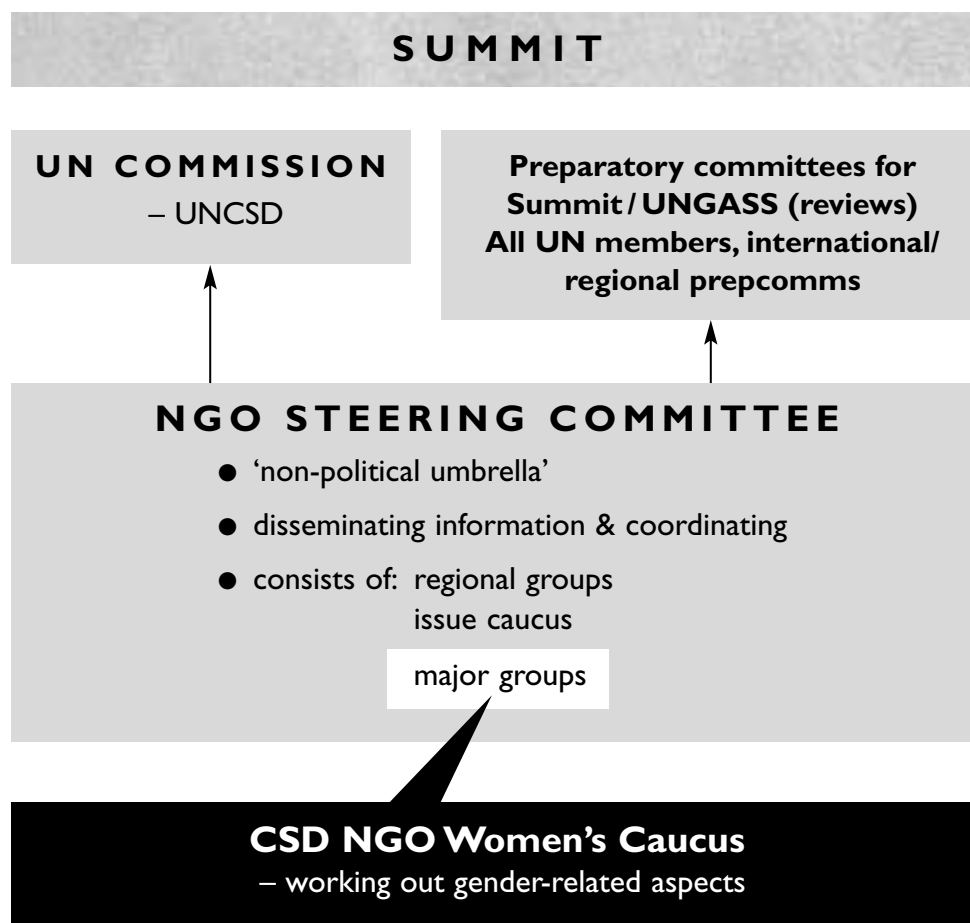 SUMMIT
UN COMMISSION
– UNCSD
Preparatory committees for
Summit / UNGASS (reviews)
All UN members, international/
regional prepcomms
NGO STEERING COMMITTEE
● ‘non-political umbrella’
● disseminating information & coordinating
● consists of: regional groups
issue caucus
major groups
CSD NGO Women’s Caucus
– working out gender-related aspects